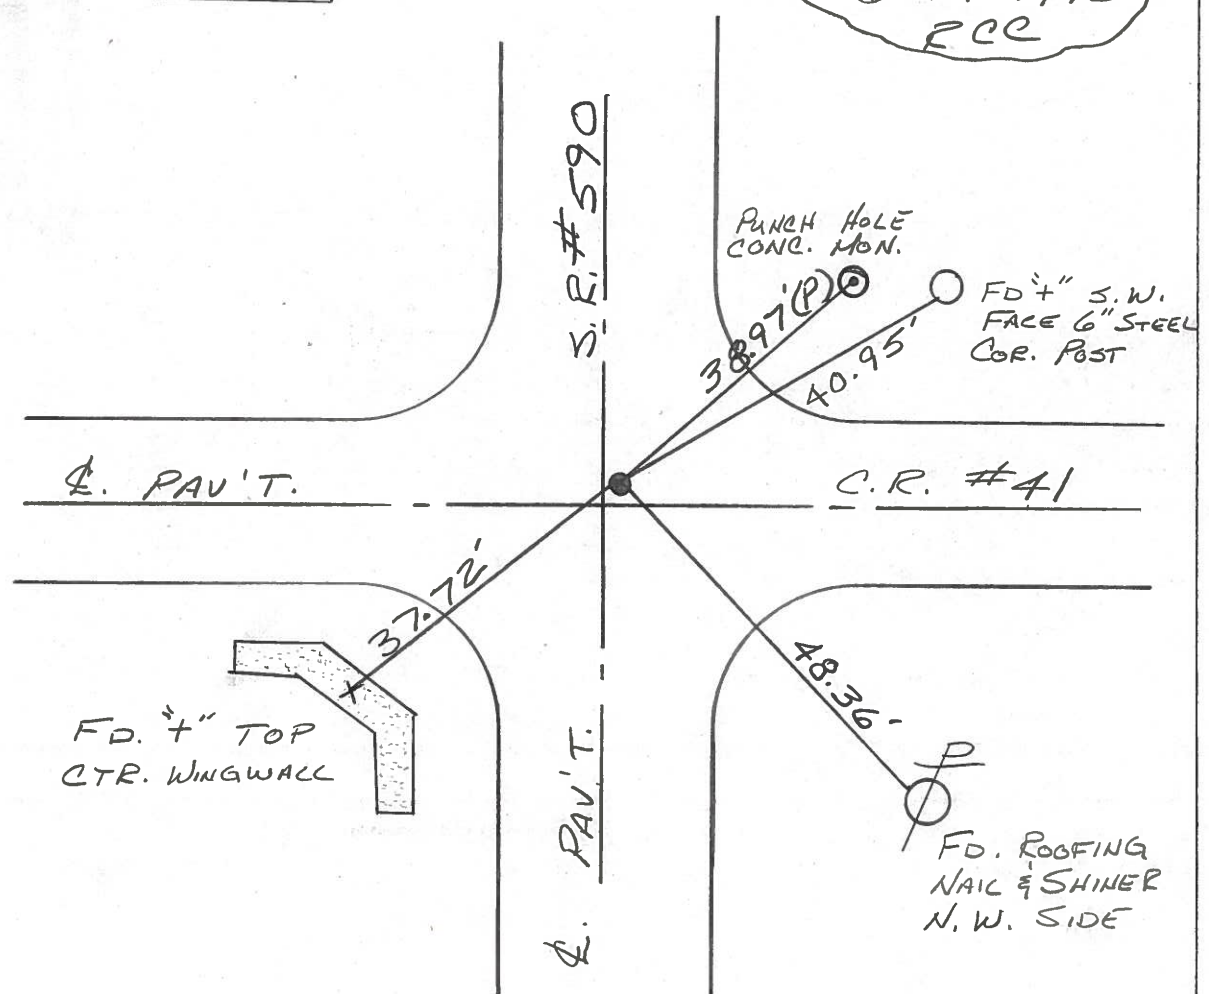 RCC
S.R. #590
PUNCH HOLE
CONC. MON.
38.97'(P)
FD "+" S.W.
FACE 6" STEEL
COR. POST
40.95'
℄. PAV'T.
C.R. #41
37.72'
48.36'
FD. "+" TOP
CTR. WINGWALL
℄. PAV'T.
P
FD. ROOFING
NAIL & SHINER
N.W. SIDE